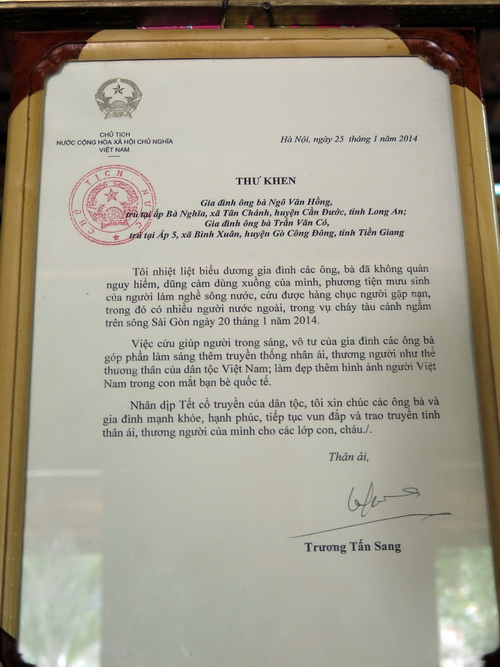 CHỦ TỊCH
NƯỚC CỘNG HÒA XÃ HỘI CHỦ NGHĨA
VIỆT NAM
Hà Nội, ngày 25 tháng 1 năm 2014
CHỦ TỊCH NƯỚC
THƯ KHEN
Gia đình ông bà Ngô Văn Hồng,
trú tại ấp Bà Nghĩa, xã Tân Chánh, huyện Cần Đước, tỉnh Long An;
Gia đình ông bà Trần Văn Có,
trú tại Ấp 5, xã Bình Xuân, huyện Gò Công Đông, tỉnh Tiền Giang
Tôi nhiệt liệt biểu dương gia đình các ông, bà đã không quản
nguy hiểm, dũng cảm dùng xuồng của mình, phương tiện mưu sinh
của người làm nghề sông nước, cứu được hàng chục người gặp nạn,
trong đó có nhiều người nước ngoài, trong vụ cháy tàu cánh ngầm
trên sông Sài Gòn ngày 20 tháng 1 năm 2014.
Việc cứu giúp người trong sáng, vô tư của gia đình các ông bà
góp phần làm sáng thêm truyền thống nhân ái, thương người như thể
thương thân của dân tộc Việt Nam; làm đẹp thêm hình ảnh người Việt
Nam trong con mắt bạn bè quốc tế.
Nhân dịp Tết cổ truyền của dân tộc, tôi xin chúc các ông bà và
gia đình mạnh khỏe, hạnh phúc, tiếp tục vun đắp và trao truyền tình
thân ái, thương người của mình cho các lớp con, cháu./.
Thân ái,
Trương Tấn Sang